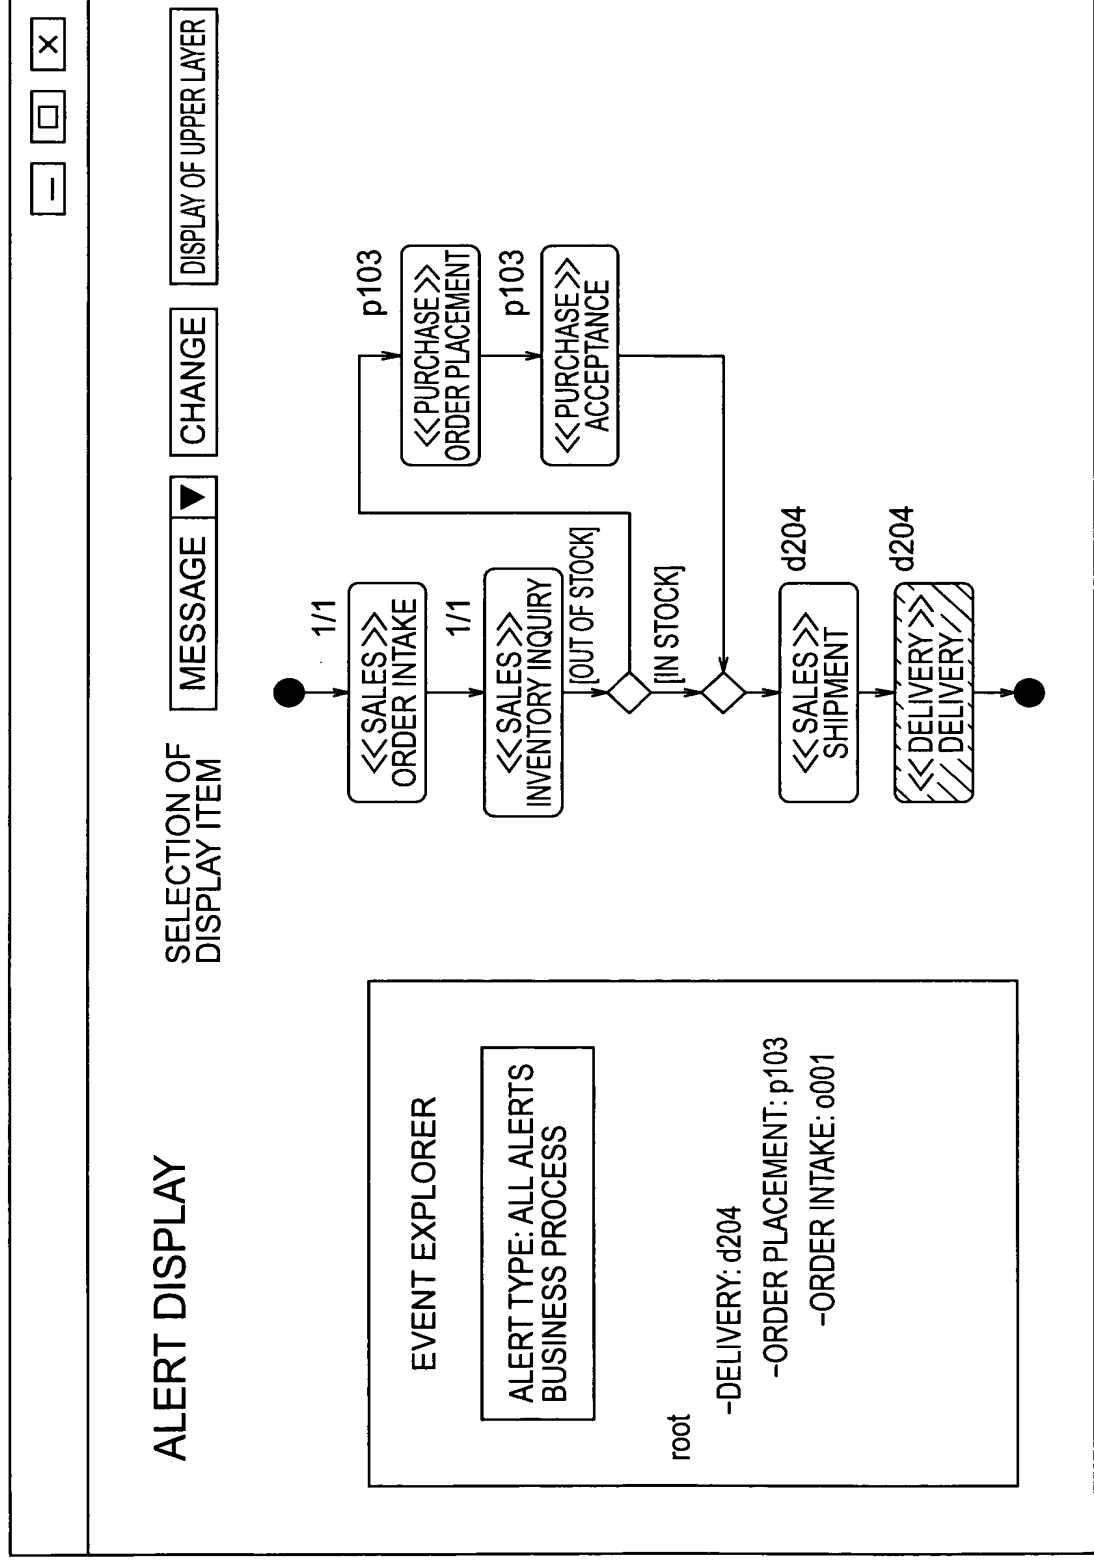 ALERT DISPLAY
SELECTION OF
DISPLAY ITEM
MESSAGE ▼
CHANGE
DISPLAY OF UPPER LAYER
EVENT EXPLORER
ALERT TYPE: ALL ALERTS
BUSINESS PROCESS
root
–DELIVERY: d204
–ORDER PLACEMENT: p103
–ORDER INTAKE: o001
1/1
<<SALES>>
ORDER INTAKE
1/1
<<SALES>>
INVENTORY INQUIRY
[OUT OF STOCK]
[IN STOCK]
p103
<<PURCHASE>>
ORDER PLACEMENT
p103
<<PURCHASE>>
ACCEPTANCE
d204
<<SALES>>
SHIPMENT
d204
<<DELIVERY>>
DELIVERY